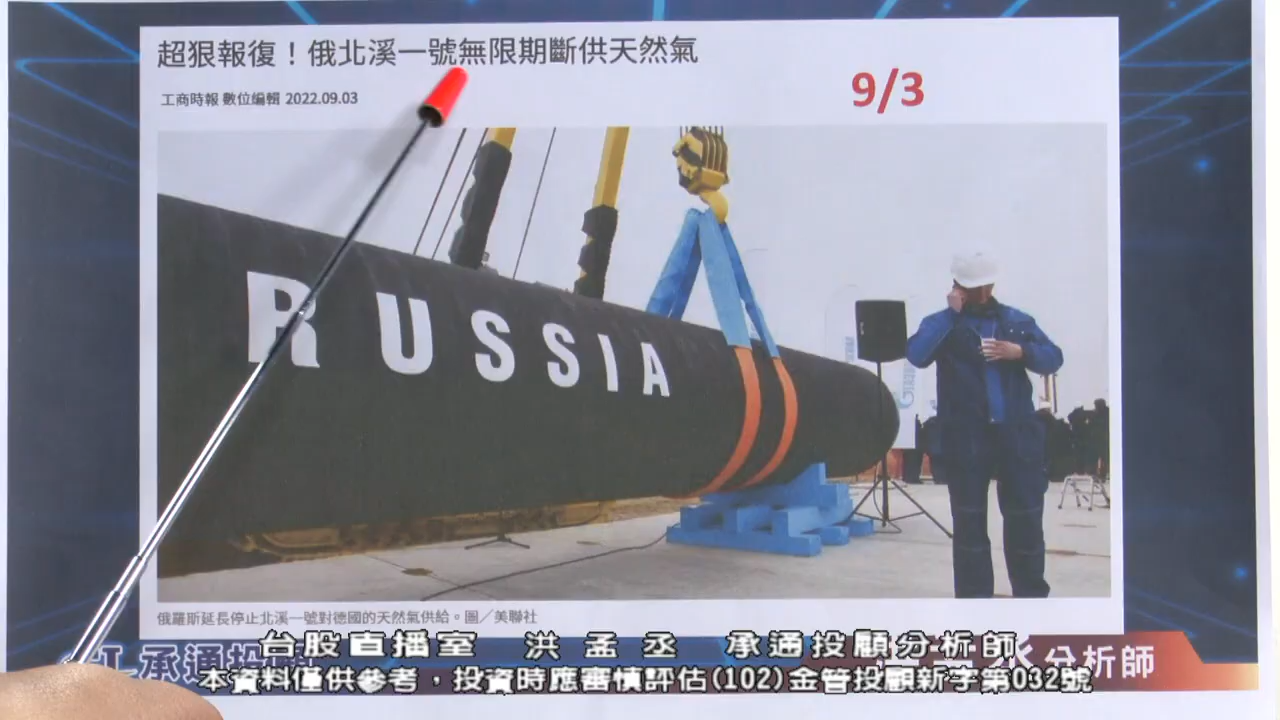 超狠報復！俄北溪一號無限期斷供天然氣
工商時報 數位編輯 2022.09.03
9/3
RUSSIA
俄羅斯延長停止北溪一號對德國的天然氣供給。圖／美聯社
台股直播室 洪孟丞 承通投顧分析師
承通投顧
分析師
本資料僅供參考，投資時應審慎評估(102)金管投顧新字第032號